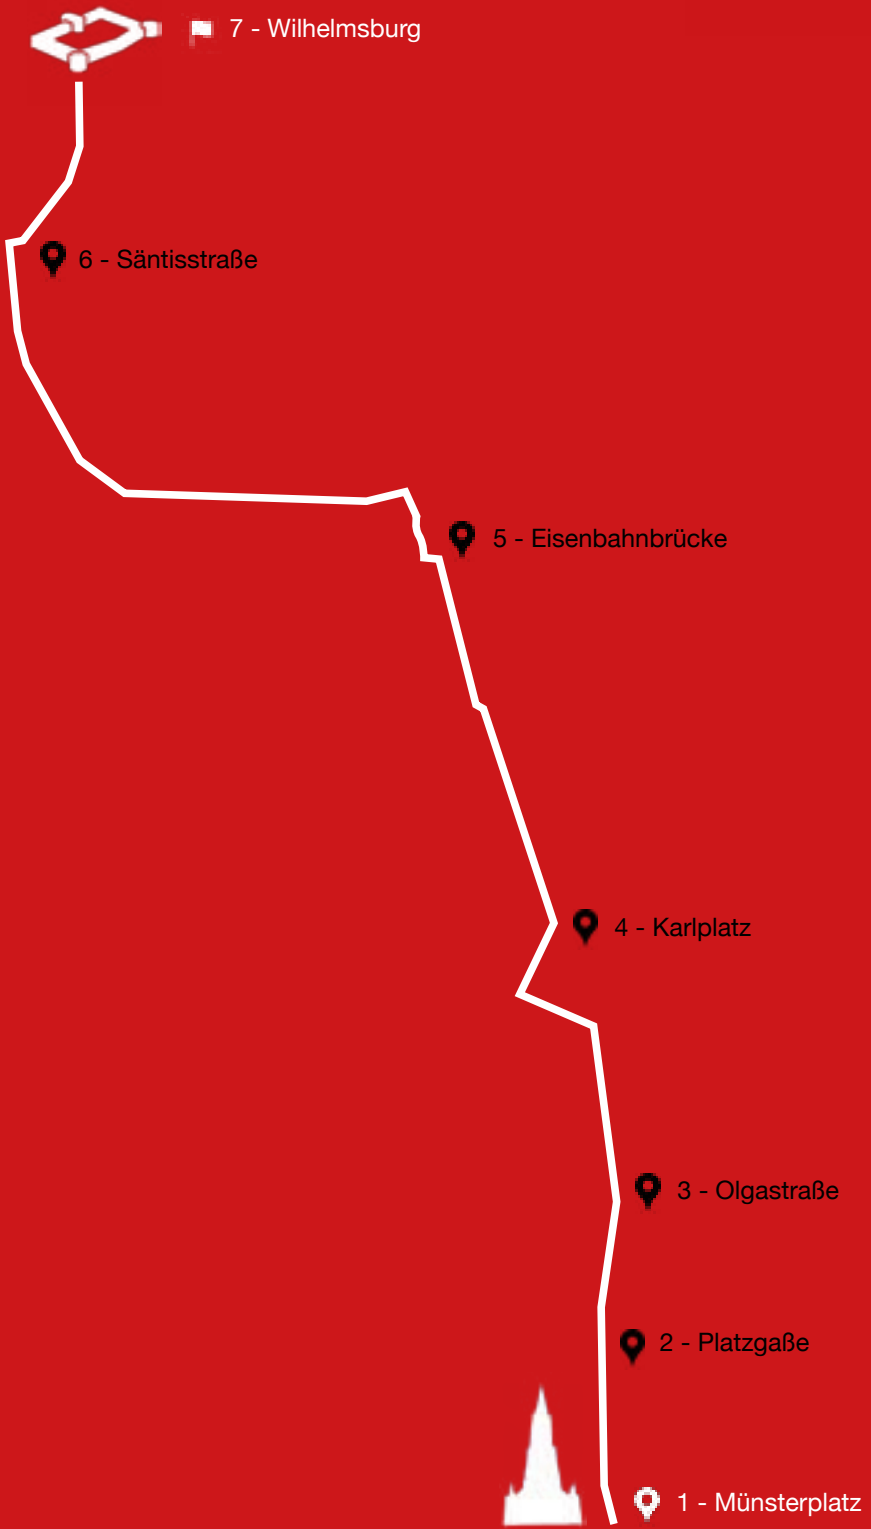 7 - Wilhelmsburg
6 - Säntisstraße
5 - Eisenbahnbrücke
4 - Karlplatz
3 - Olgastraße
2 - Platzgaße
1 - Münsterplatz